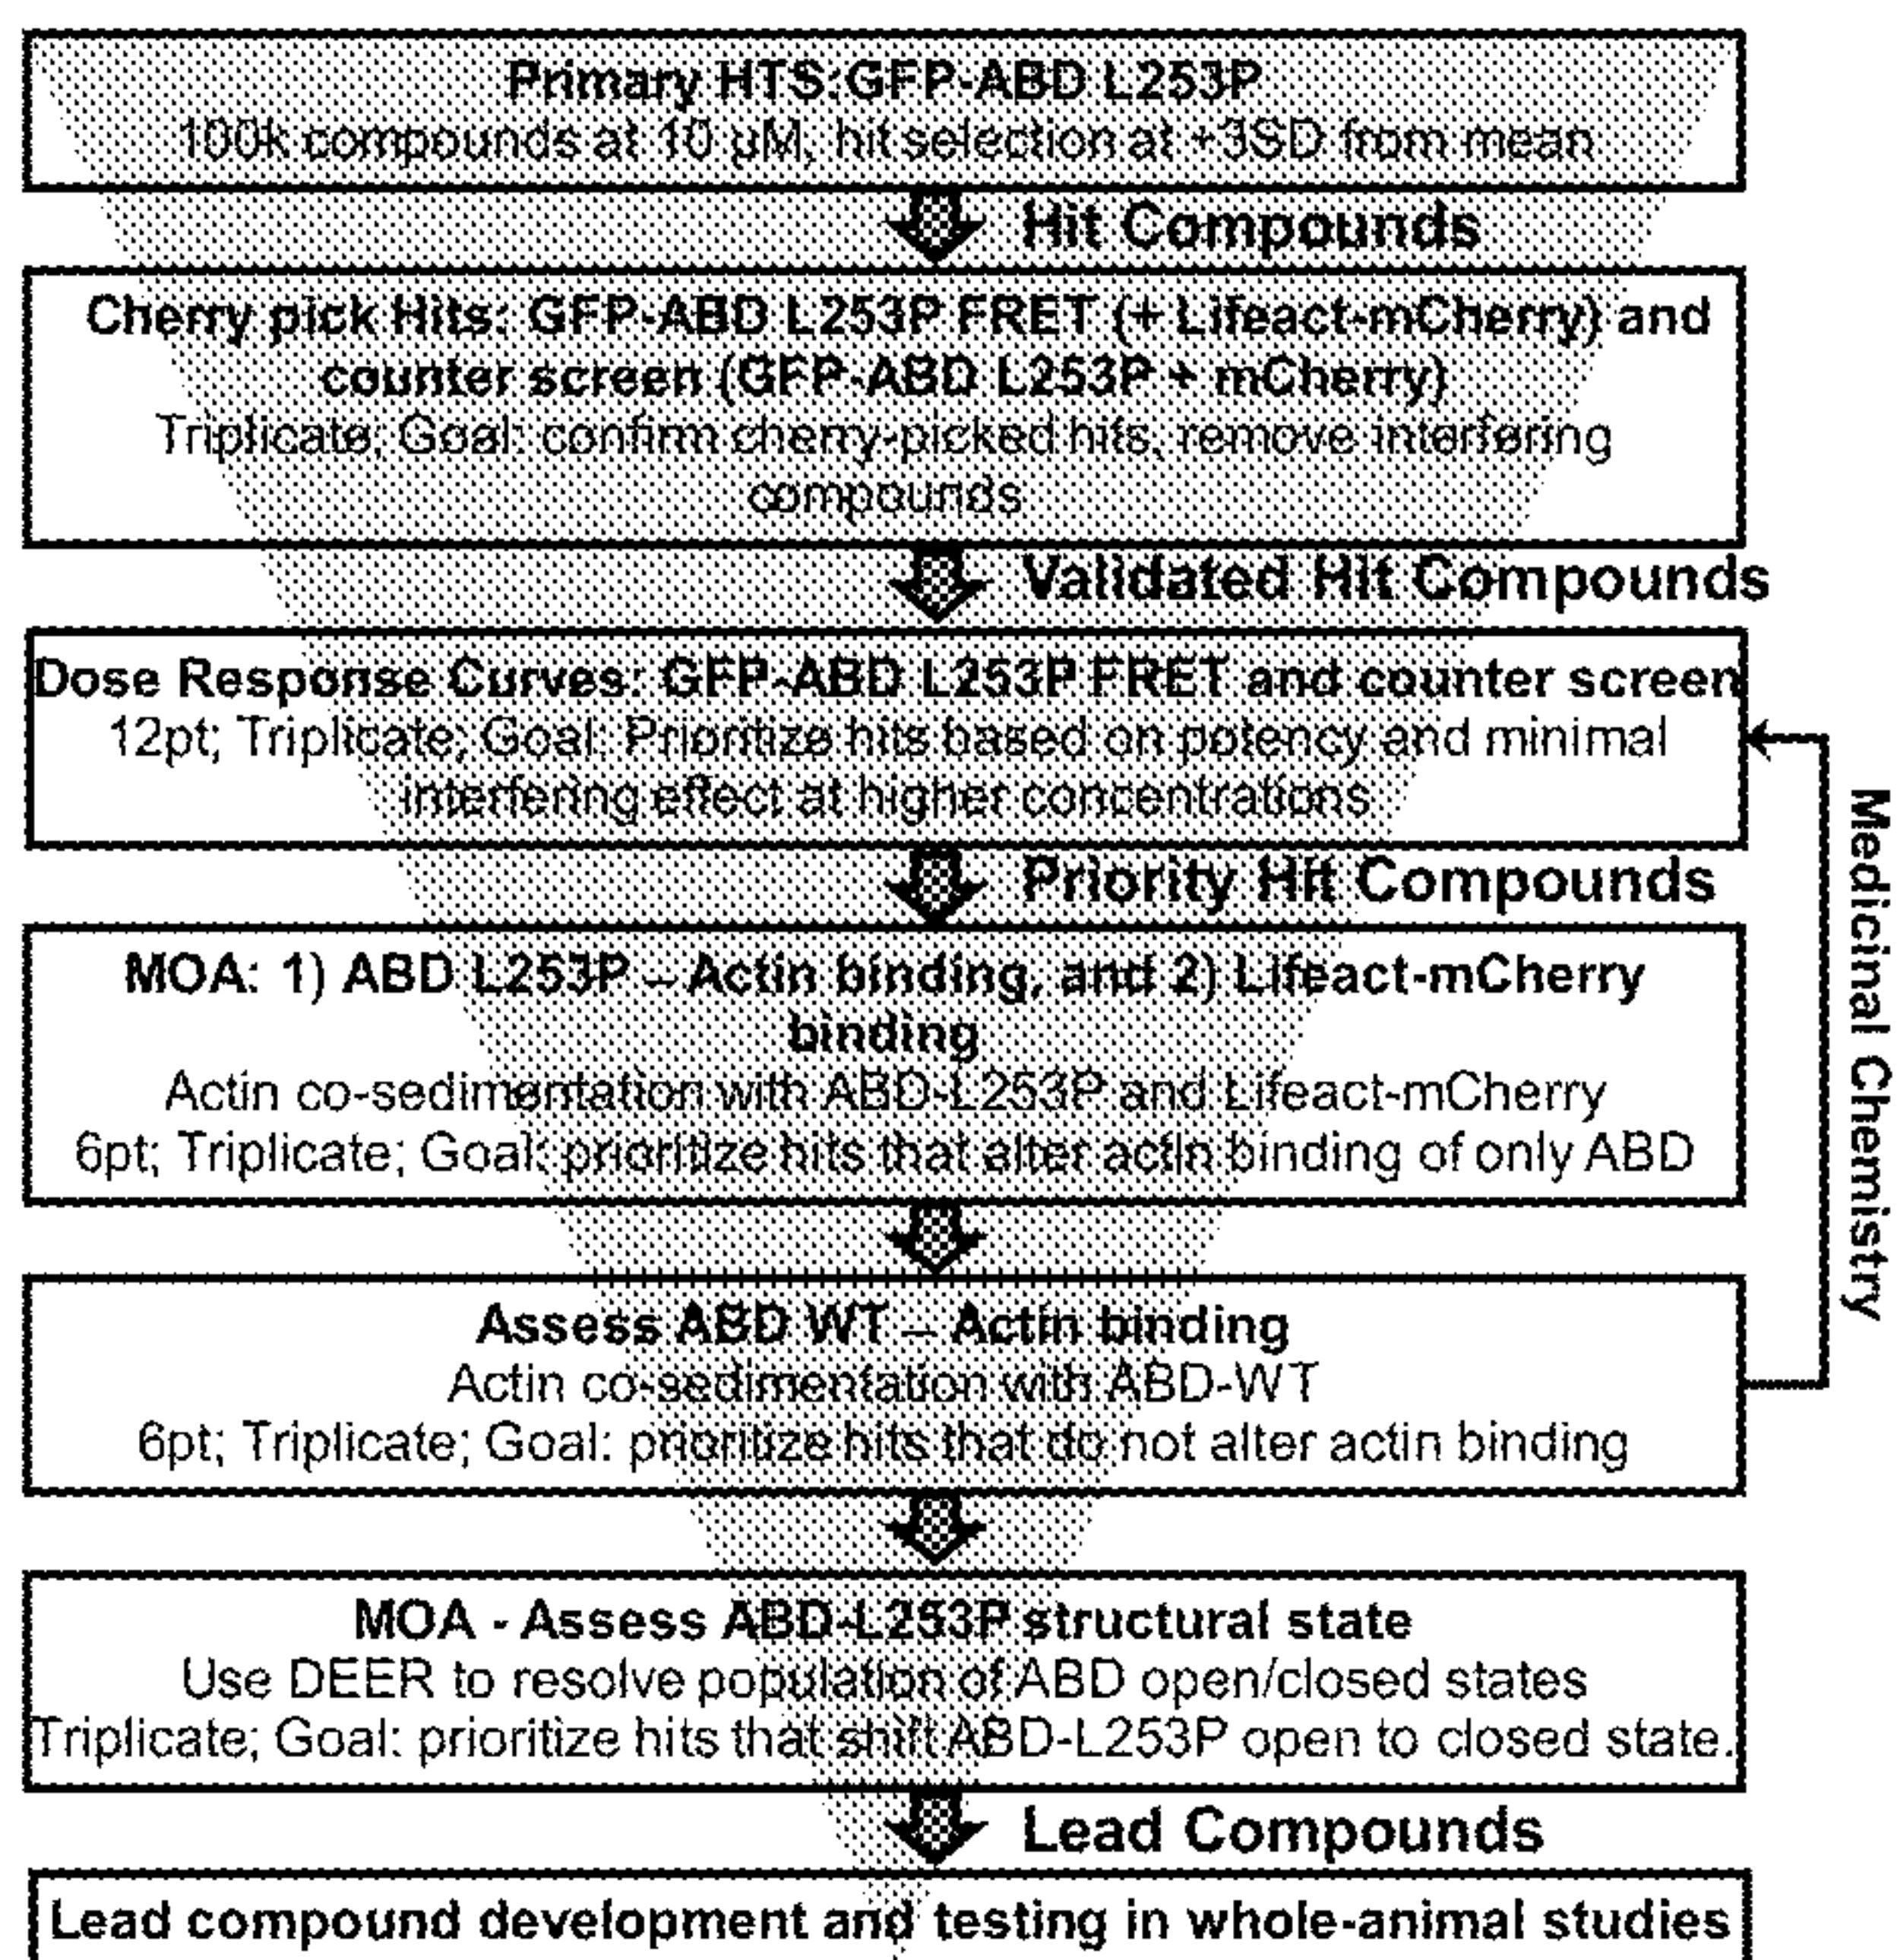 Primary HTS:GFP-ABD L253P
100k compounds at 10 µM, hit selection at +3SD from mean
Hit Compounds
Cherry pick Hits: GFP-ABD L253P FRET (+ Lifeact-mCherry) and
counter screen (GFP-ABD L253P + mCherry)
Triplicate; Goal: confirm cherry-picked hits, remove interfering
compounds
Validated Hit Compounds
Dose Response Curves: GFP-ABD L253P FRET and counter screen
12pt; Triplicate; Goal: Prioritize hits based on potency and minimal
interfering effect at higher concentrations
Priority Hit Compounds
MOA: 1) ABD L253P – Actin binding, and 2) Lifeact-mCherry
binding
Actin co-sedimentation with ABD-L253P and Lifeact-mCherry
6pt; Triplicate; Goal: prioritize hits that alter actin binding of only ABD
Assess ABD WT – Actin binding
Actin co-sedimentation with ABD-WT
6pt; Triplicate; Goal: prioritize hits that do not alter actin binding
Medicinal Chemistry
MOA - Assess ABD-L253P structural state
Use DEER to resolve population of ABD open/closed states
Triplicate; Goal: prioritize hits that shift ABD-L253P open to closed state.
Lead Compounds
Lead compound development and testing in whole-animal studies